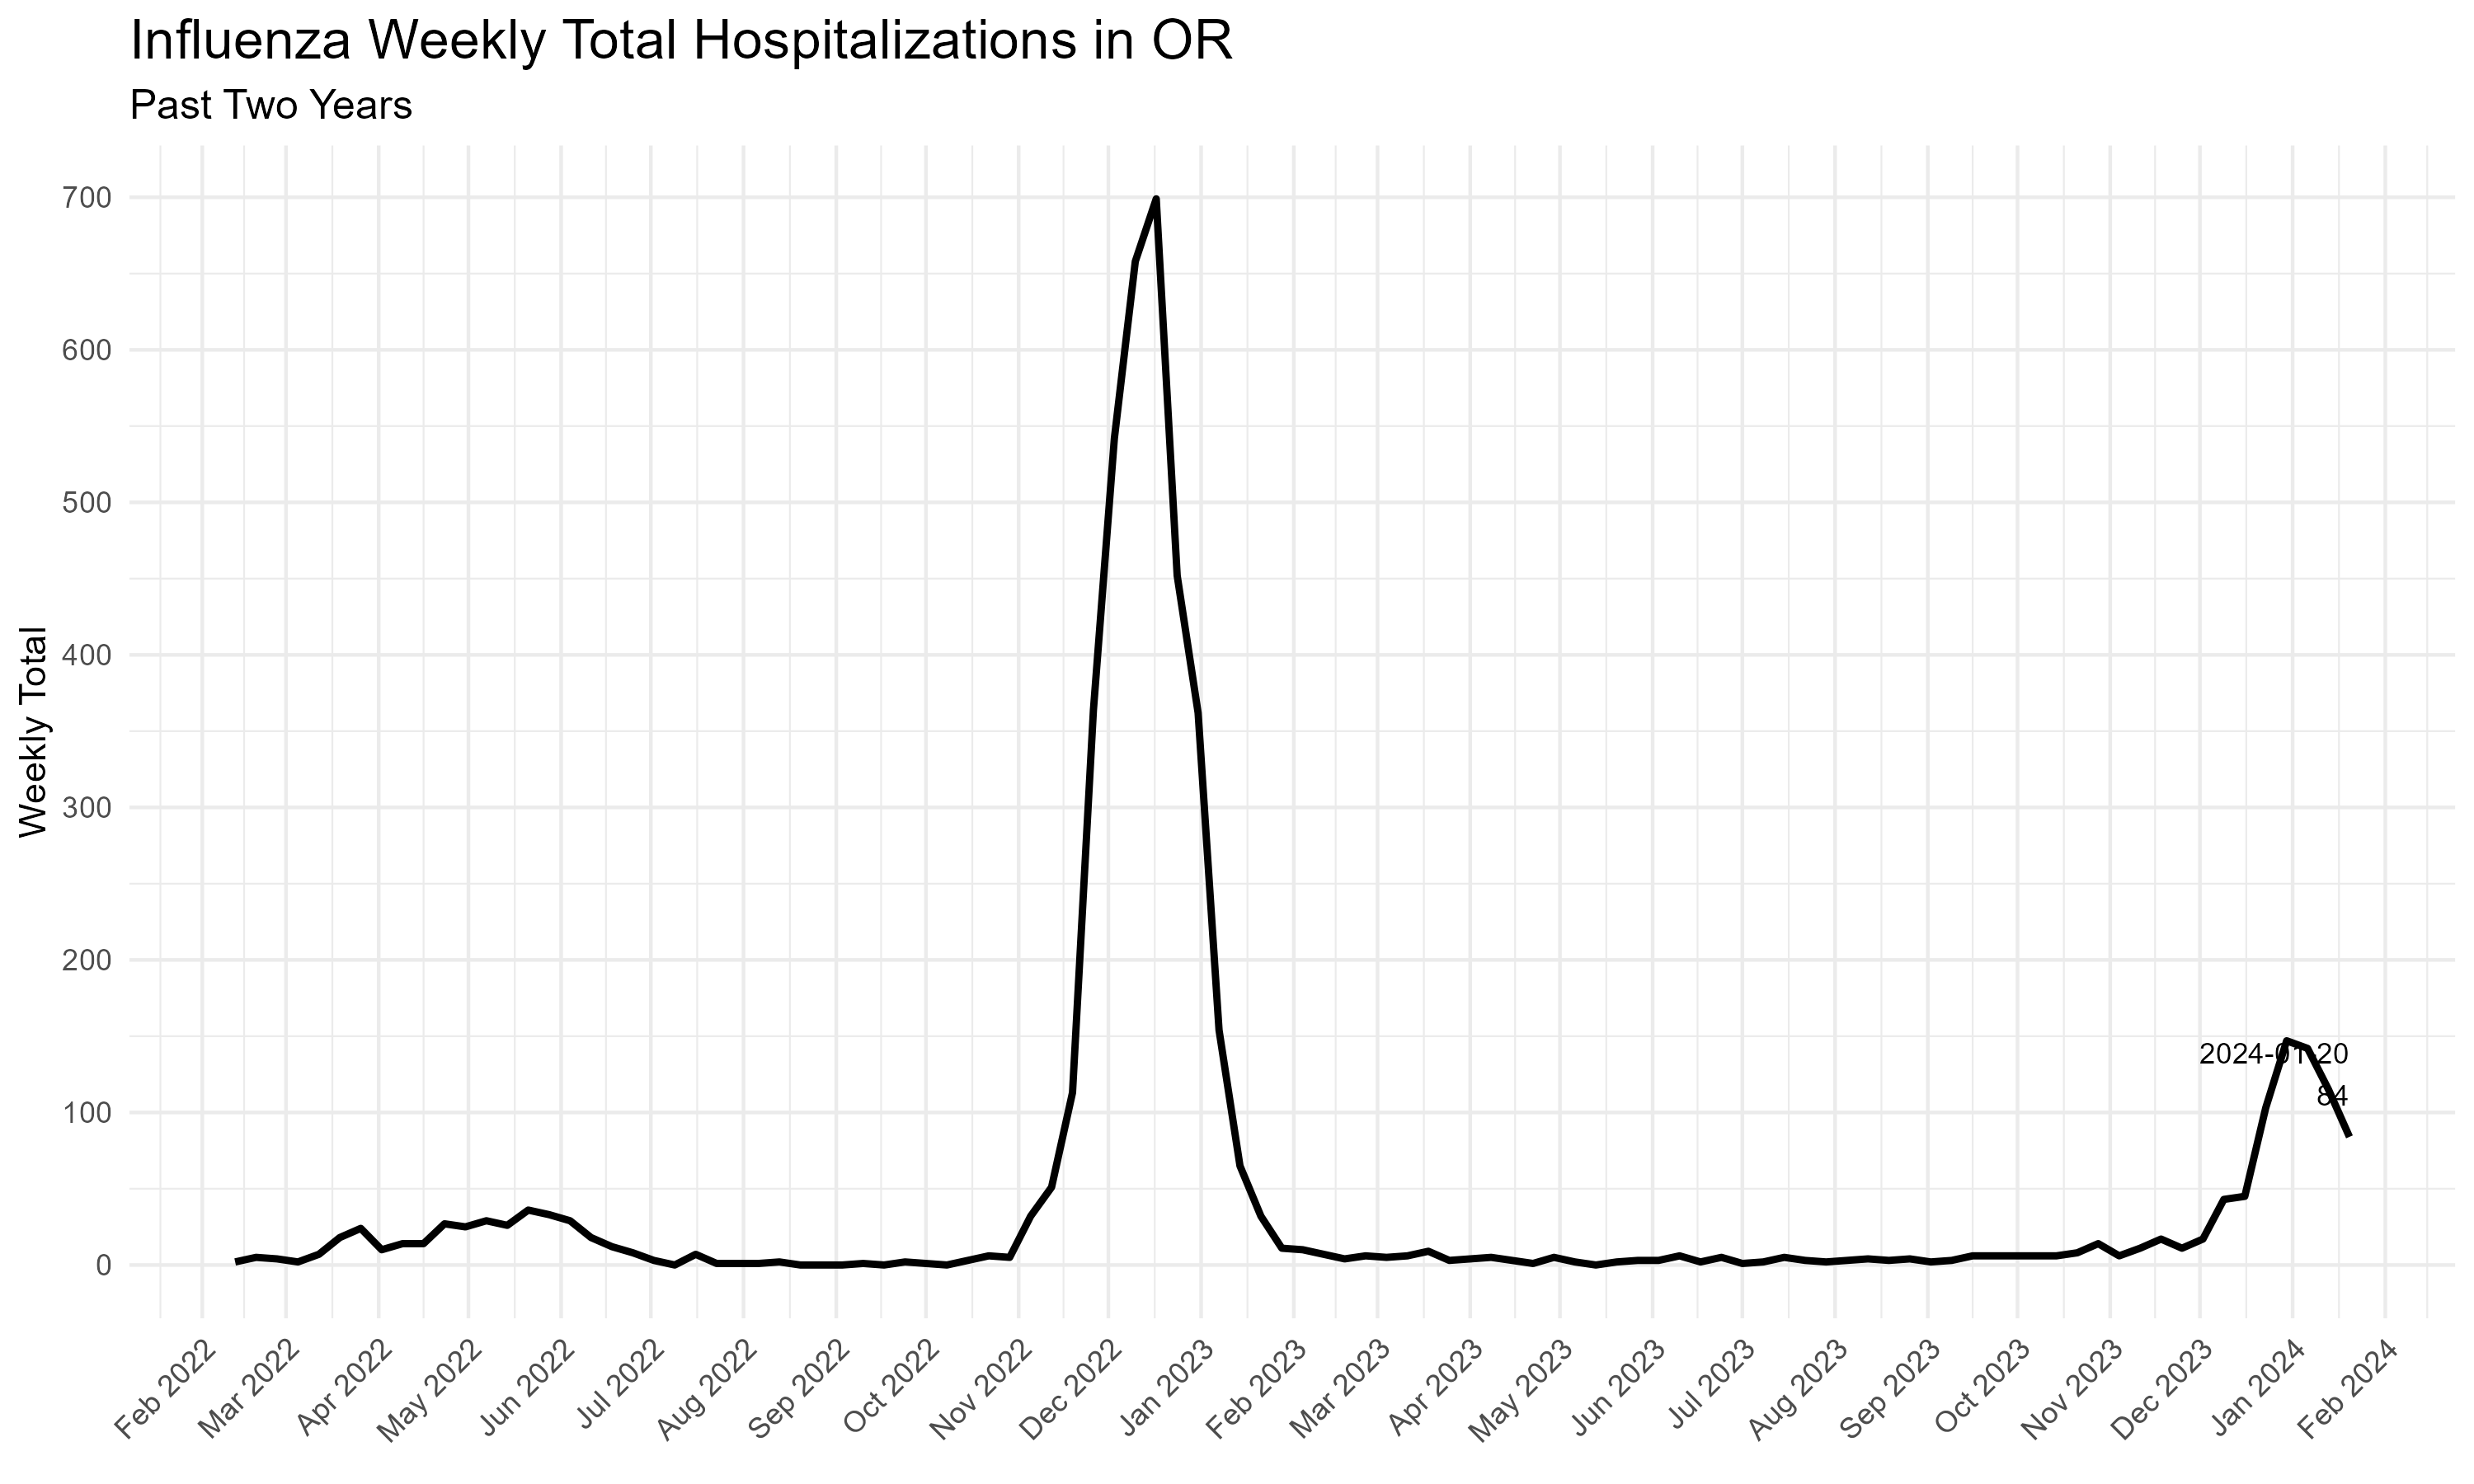 Influenza Weekly Total Hospitalizations in OR
Past Two Years
Weekly Total
700
600
500
400
300
200
100
0
2024-01-20
84
Feb 2022
Mar 2022
Apr 2022
May 2022
Jun 2022
Jul 2022
Aug 2022
Sep 2022
Oct 2022
Nov 2022
Dec 2022
Jan 2023
Feb 2023
Mar 2023
Apr 2023
May 2023
Jun 2023
Jul 2023
Aug 2023
Sep 2023
Oct 2023
Nov 2023
Dec 2023
Jan 2024
Feb 2024